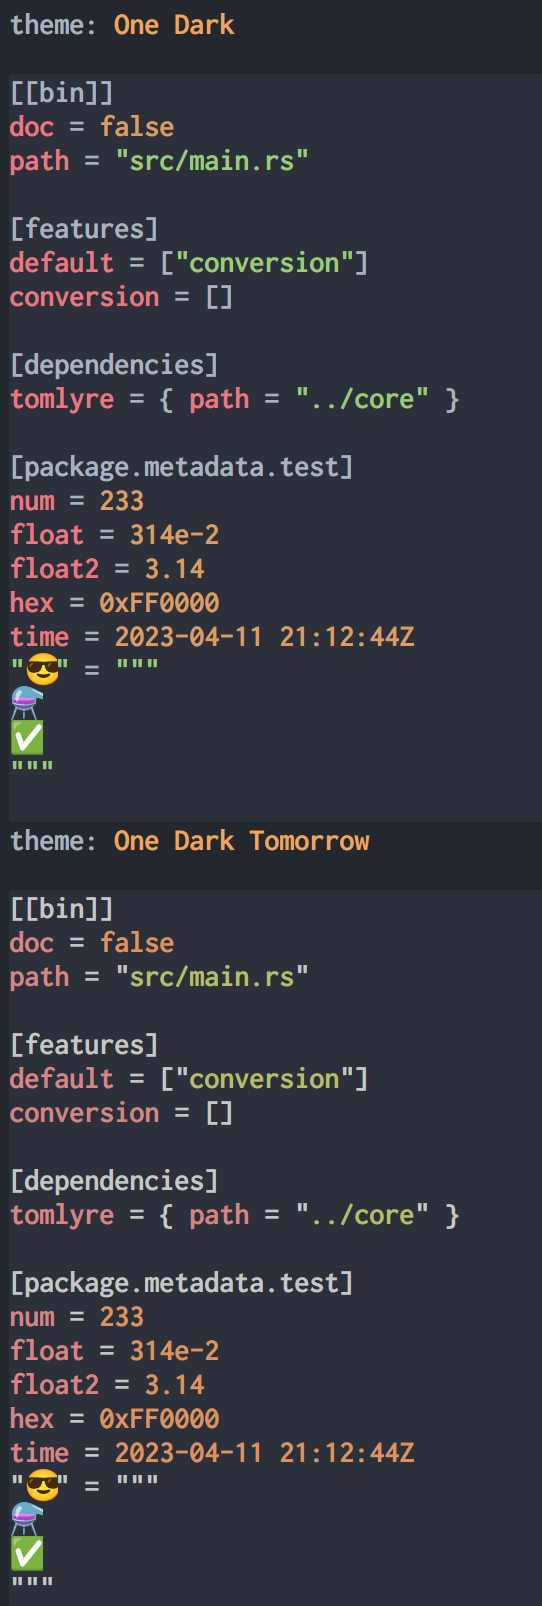 theme: One Dark
[[bin]]
doc = false
path = "src/main.rs"
[features]
default = ["conversion"]
conversion = []
[dependencies]
tomlyre = { path = "../core" }
[package.metadata.test]
num = 233
float = 314e-2
float2 = 3.14
hex = 0xFF0000
time = 2023-04-11 21:12:44Z
"😎" = """
⚗️
✅
"""
theme: One Dark Tomorrow
[[bin]]
doc = false
path = "src/main.rs"
[features]
default = ["conversion"]
conversion = []
[dependencies]
tomlyre = { path = "../core" }
[package.metadata.test]
num = 233
float = 314e-2
float2 = 3.14
hex = 0xFF0000
time = 2023-04-11 21:12:44Z
"😎" = """
⚗️
✅
"""